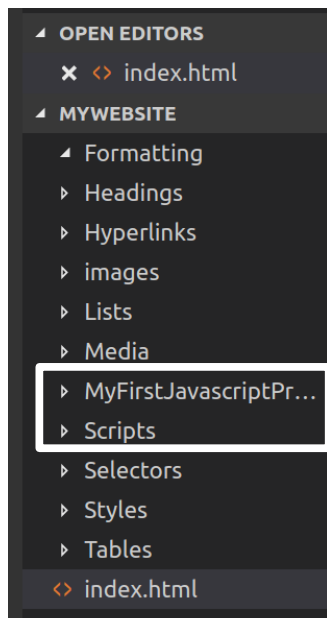 OPEN EDITORS
index.html
MYWEBSITE
Formatting
Headings
Hyperlinks
images
Lists
Media
MyFirstJavascriptPr...
Scripts
Selectors
Styles
Tables
index.html